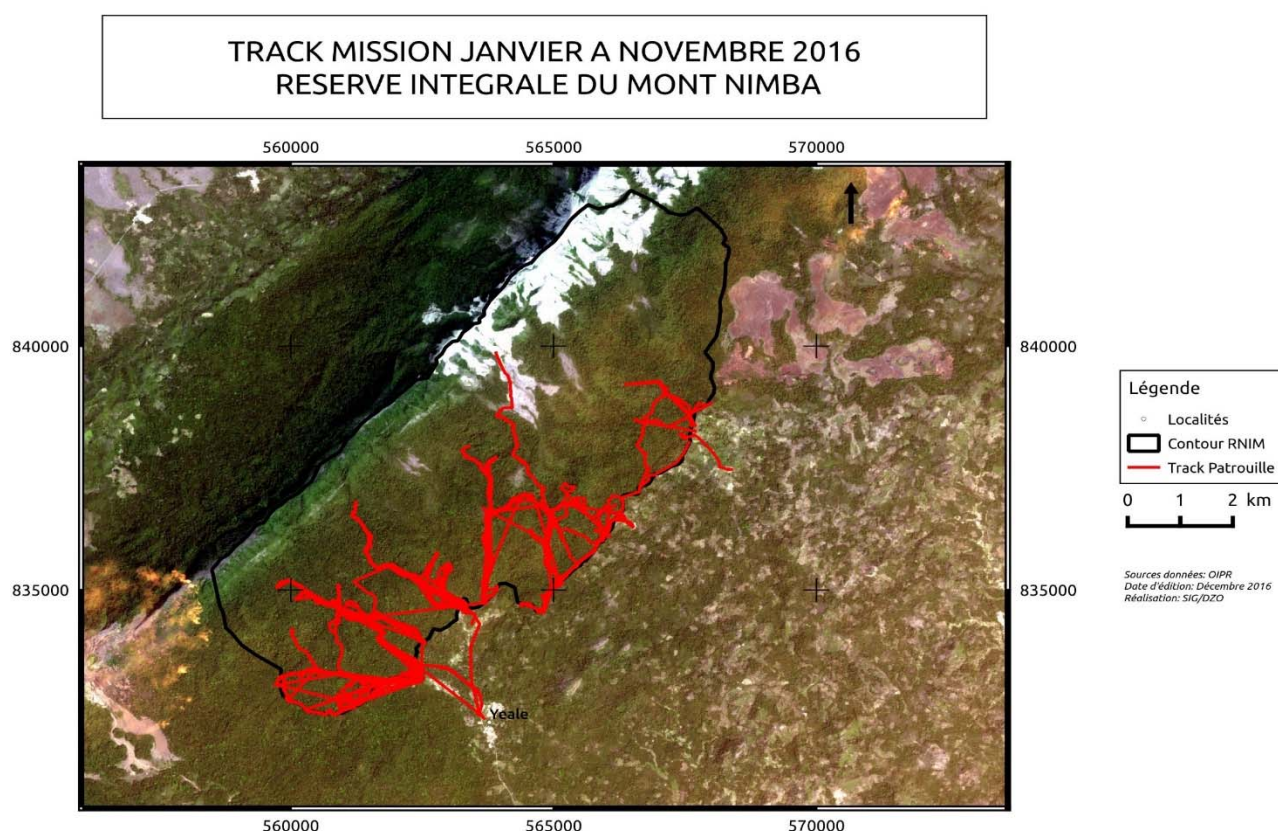 TRACK MISSION JANVIER A NOVEMBRE 2016
RESERVE INTEGRALE DU MONT NIMBA
560000 565000 570000
840000 840000
835000 835000
Yeale
560000 565000 570000
Légende
Localités
Contour RNIM
Track Patrouille
0 1 2 km
Sources données: OIPR
Date d'édition: Décembre 2016
Réalisation: SIG/DZO